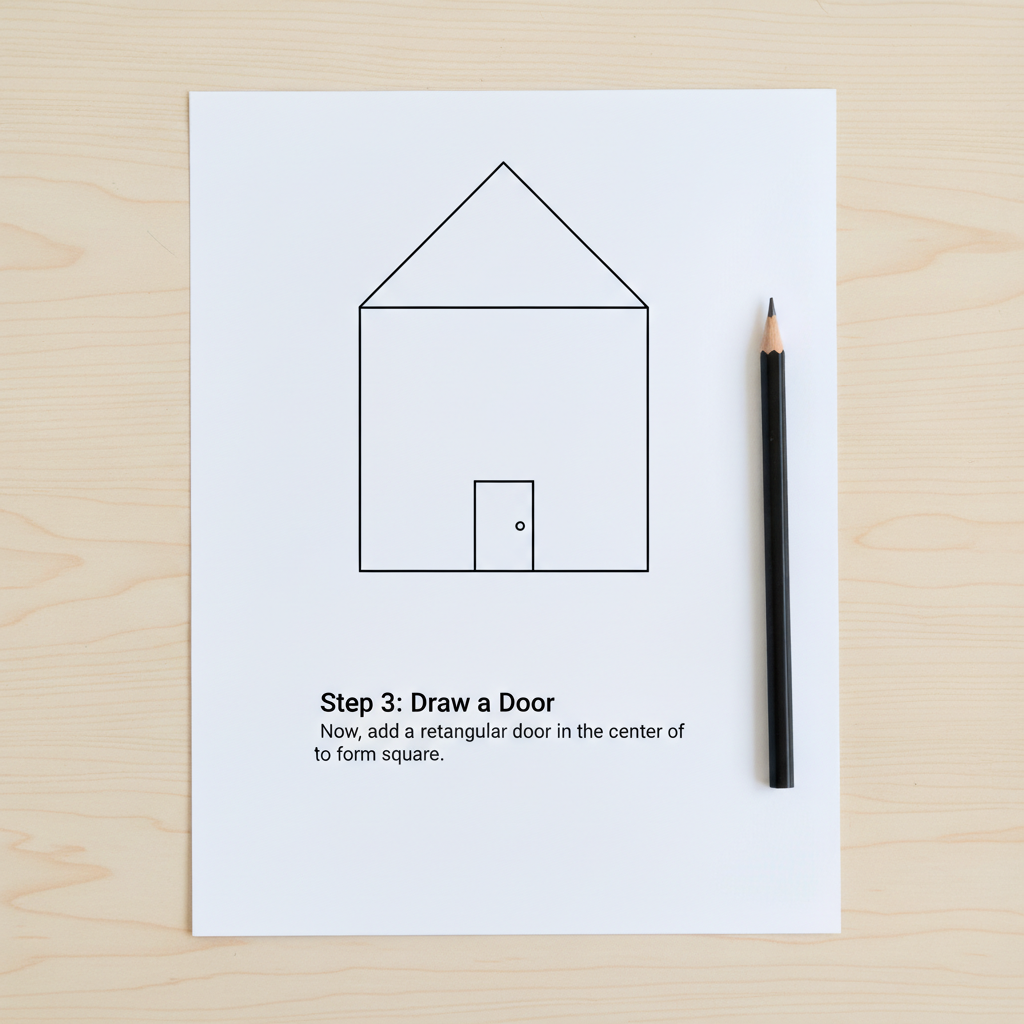 Step 3: Draw a Door
Now, add a retangular door in the center of
to form square.